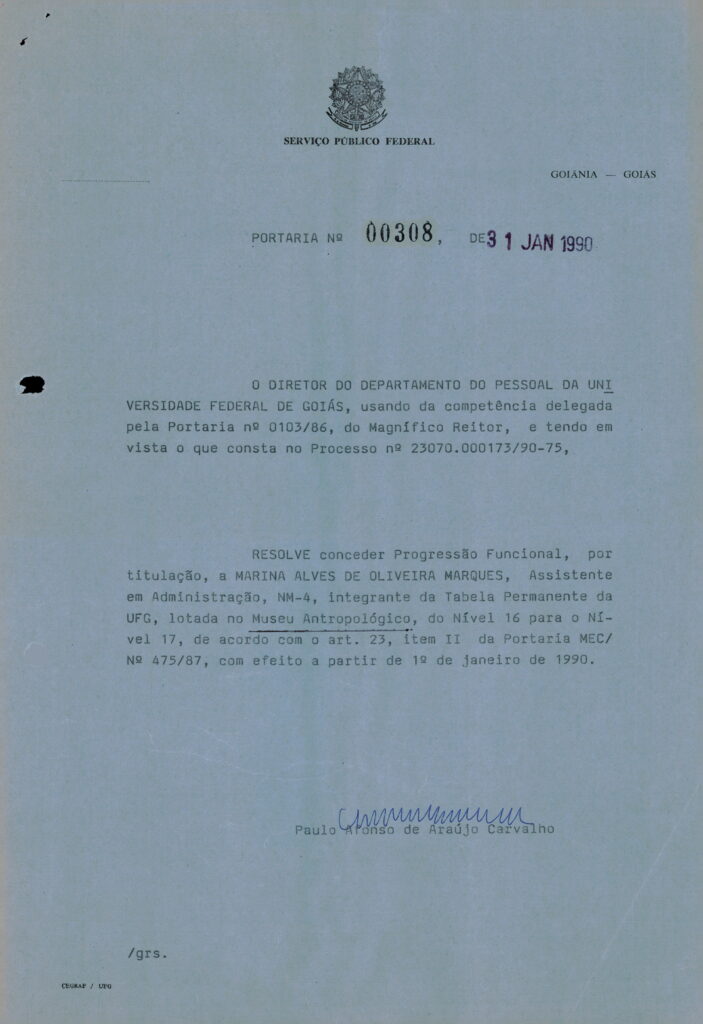 SERVIÇO PÚBLICO FEDERAL
GOIÂNIA — GOIÁS
PORTARIA Nº 00308, DE 31 JAN 1990
O DIRETOR DO DEPARTAMENTO DO PESSOAL DA UNI
VERSIDADE FEDERAL DE GOIÁS, usando da competência delegada
pela Portaria nº 0103/86, do Magnífico Reitor, e tendo em
vista o que consta no Processo nº 23070.000173/90-75,
RESOLVE conceder Progressão Funcional, por
titulação, a MARINA ALVES DE OLIVEIRA MARQUES, Assistente
em Administração, NM-4, integrante da Tabela Permanente da
UFG, lotada no Museu Antropológico, do Nível 16 para o Ní-
vel 17, de acordo com o art. 23, item II da Portaria MEC/
Nº 475/87, com efeito a partir de 1º de janeiro de 1990.
Paulo Afonso de Araújo Carvalho
/grs.
CEGRAF / UFG